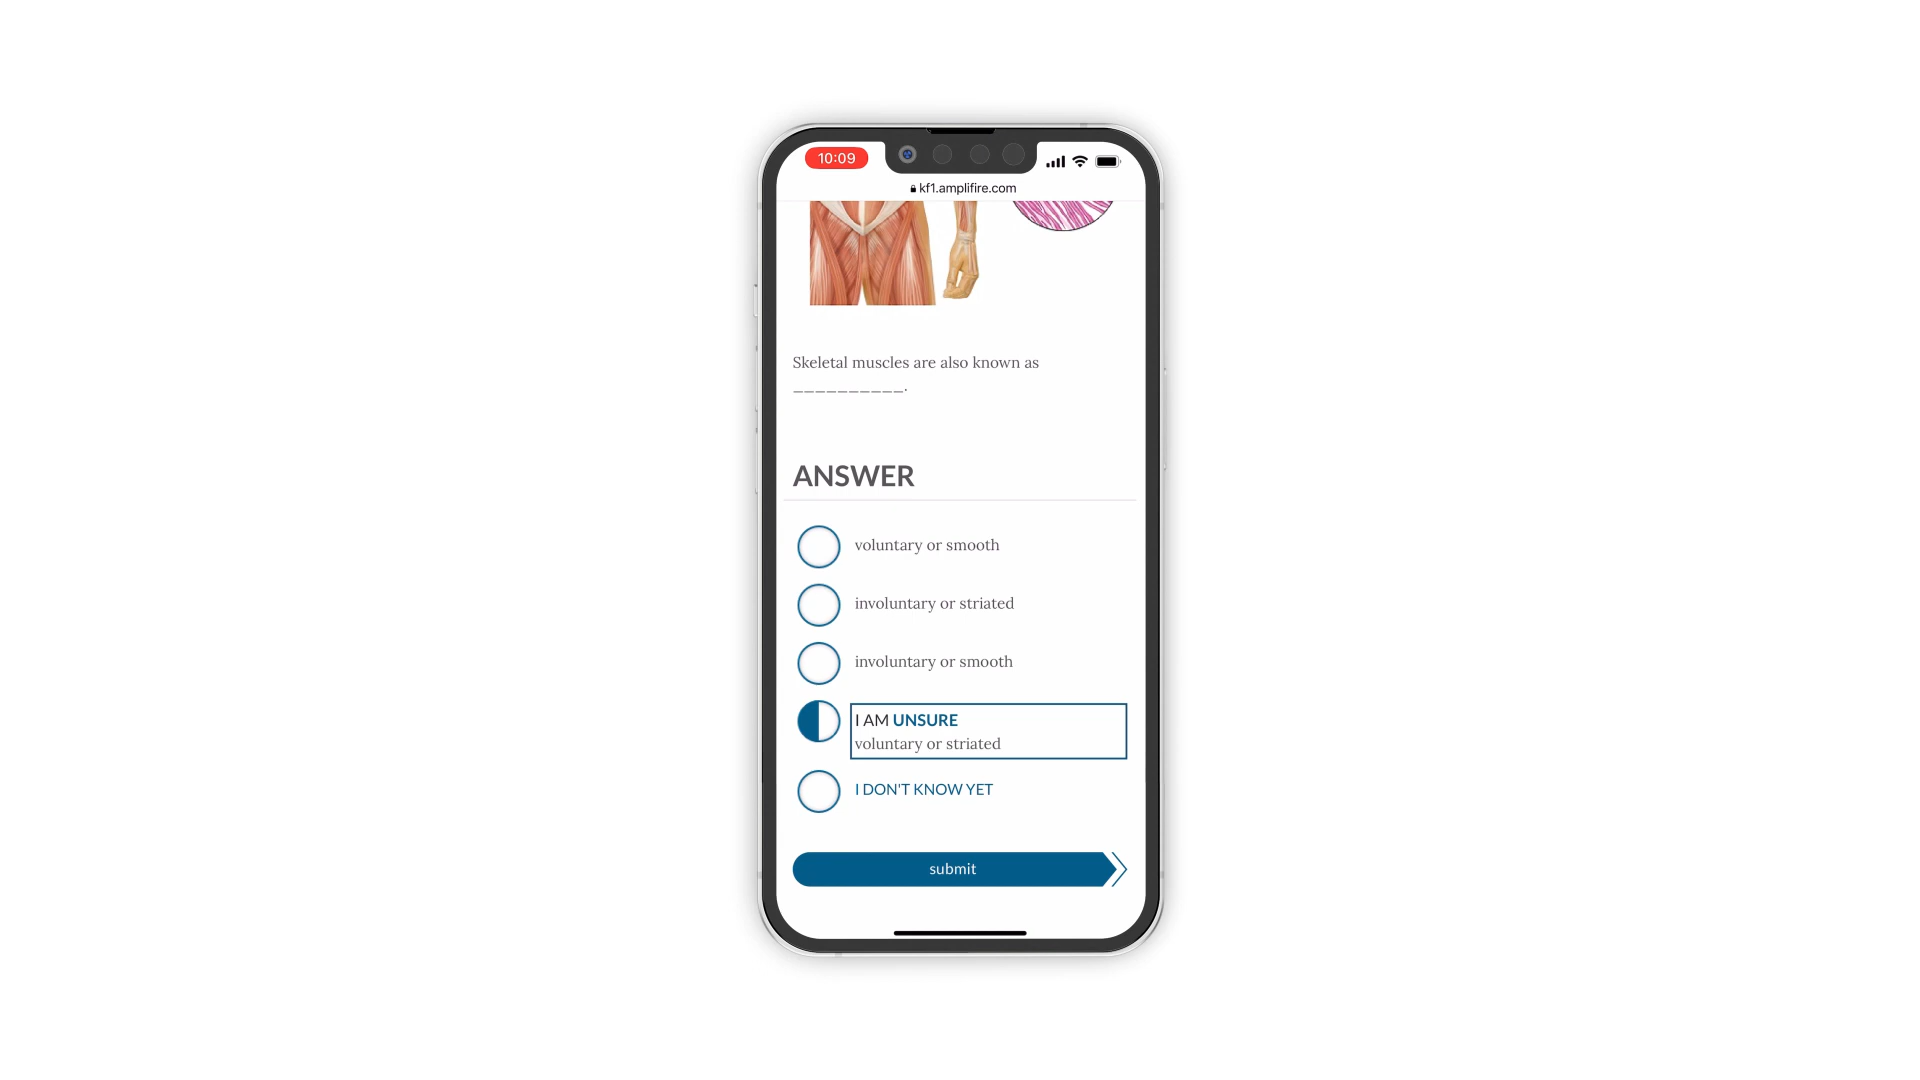 10:09
kf1.amplifire.com
Skeletal muscles are also known as
__________.
ANSWER
voluntary or smooth
involuntary or striated
involuntary or smooth
I AM UNSURE
voluntary or striated
I DON'T KNOW YET
submit